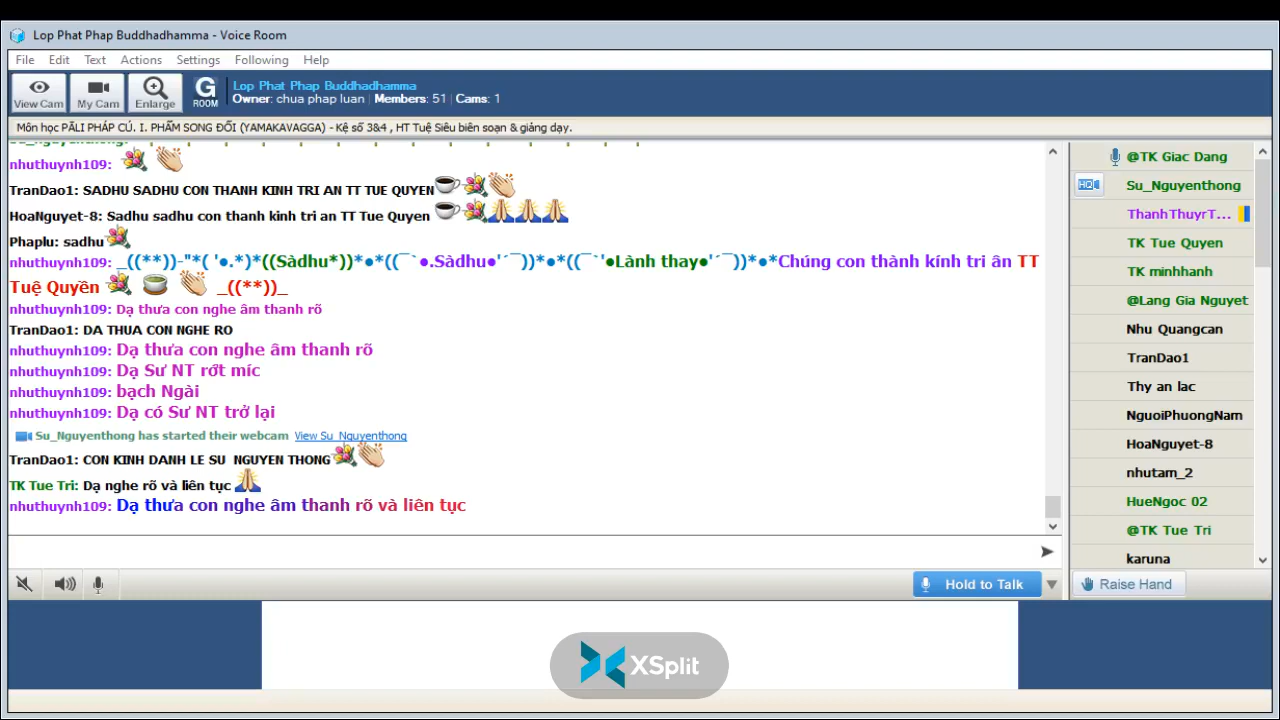 Lop Phat Phap Buddhadhamma - Voice Room
File Edit Text Actions Settings Following Help
View Cam My Cam Enlarge G ROOM
Lop Phat Phap Buddhadhamma
Owner: chua phap luan | Members: 51 | Cams: 1
Môn học PĀLI PHÁP CÚ. I. PHẨM SONG ĐỐI (YAMAKAVAGGA) - Kệ số 3&4 , HT Tuệ Siêu biên soạn & giảng dạy.
nhuthuynh109:
TranDao1: SADHU SADHU CON THANH KINH TRI AN TT TUE QUYEN
HoaNguyet-8: Sadhu sadhu con thanh kinh tri an TT Tue Quyen
Phaplu: sadhu
nhuthuynh109: _((**))-"*( '●.*)*((Sàdhu*))*●*((¯`●.Sàdhu●'´¯))*●*((¯`'●Lành thay●'´¯))*●*Chúng con thành kính tri ân TT
Tuệ Quyền _((**))_
nhuthuynh109: Dạ thưa con nghe âm thanh rõ
TranDao1: DA THUA CON NGHE RO
nhuthuynh109: Dạ thưa con nghe âm thanh rõ
nhuthuynh109: Dạ Sư NT rớt míc
nhuthuynh109: bạch Ngài
nhuthuynh109: Dạ có Sư NT trở lại
Su_Nguyenthong has started their webcam View Su_Nguyenthong
TranDao1: CON KINH DANH LE SU NGUYEN THONG
TK Tue Tri: Dạ nghe rõ và liên tục
nhuthuynh109: Dạ thưa con nghe âm thanh rõ và liên tục
Hold to Talk
@TK Giac Dang
HQ Su_Nguyenthong
ThanhThuyrT...
TK Tue Quyen
TK minhhanh
@Lang Gia Nguyet
Nhu Quangcan
TranDao1
Thy an lac
NguoiPhuongNam
HoaNguyet-8
nhutam_2
HueNgoc 02
@TK Tue Tri
karuna
Raise Hand
XSplit